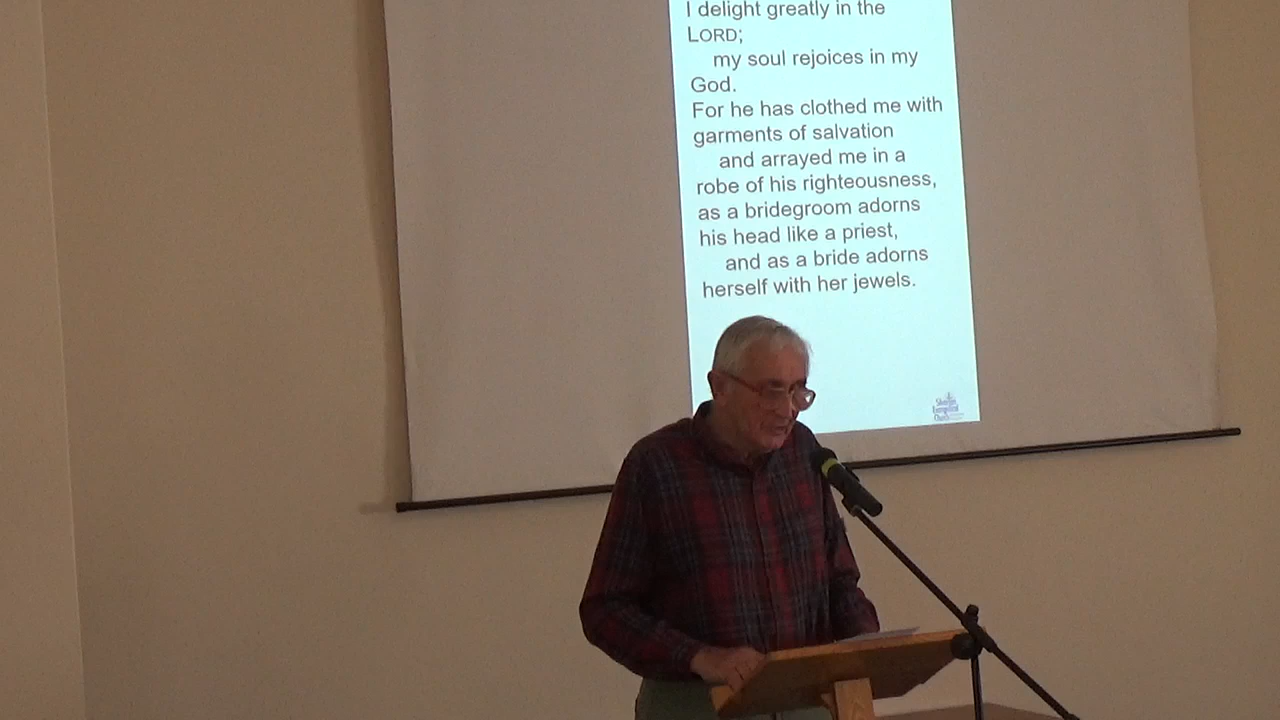 I delight greatly in the
LORD;
my soul rejoices in my
God.
For he has clothed me with
garments of salvation
and arrayed me in a
robe of his righteousness,
as a bridegroom adorns
his head like a priest,
and as a bride adorns
herself with her jewels.
Evangelical
Church